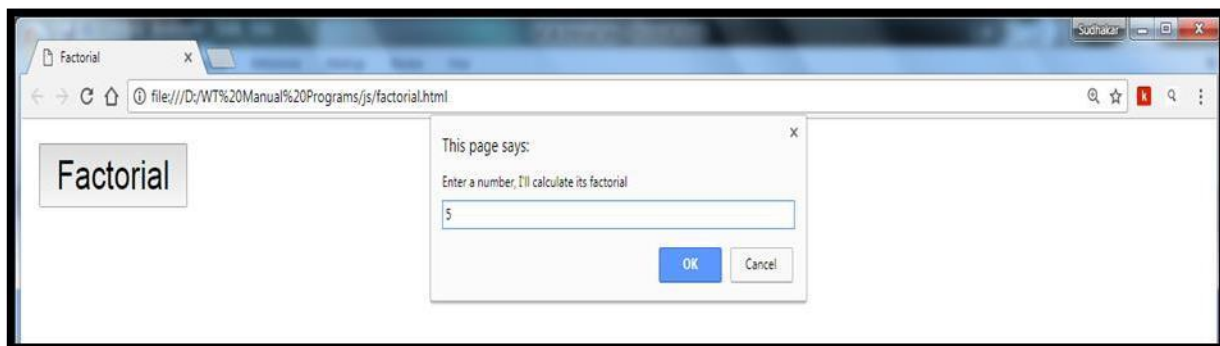 Sudhakar
Factorial
file:///D:/WT%20Manual%20Programs/js/factorial.html
k
Factorial
This page says:
Enter a number, I'll calculate its factorial
5
OK
Cancel